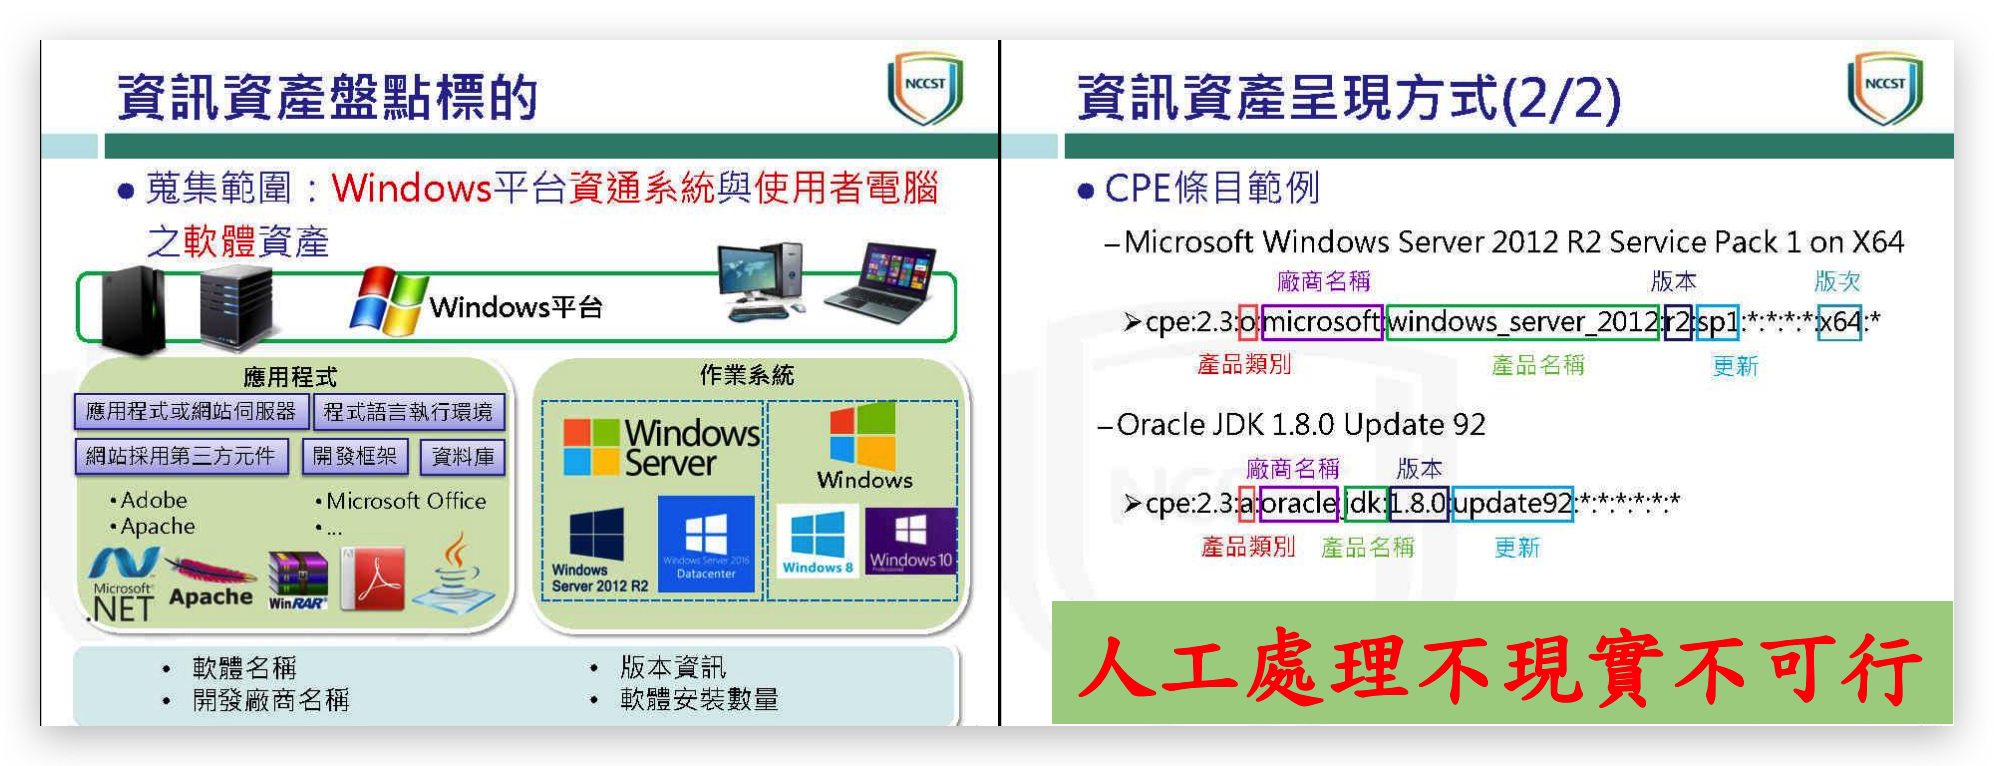 資訊資產盤點標的
NCCST
●蒐集範圍：Windows平台資通系統與使用者電腦
之軟體資產
Windows平台
應用程式
應用程式或網站伺服器
程式語言執行環境
網站採用第三方元件
開發框架
資料庫
•Adobe
•Microsoft Office
•Apache
•...
Microsoft
.NET
Apache
WinRAR
作業系統
Windows
Server
Windows
Windows
Server 2012 R2
Windows Server 2016
Datacenter
Windows 8
Windows 10
Professional
• 軟體名稱
• 開發廠商名稱
• 版本資訊
• 軟體安裝數量
資訊資產呈現方式(2/2)
NCCST
●CPE條目範例
–Microsoft Windows Server 2012 R2 Service Pack 1 on X64
廠商名稱 版本 版次
➤cpe:2.3:o:microsoft:windows_server_2012:r2:sp1:*:*:*:*:x64:*
產品類別 產品名稱 更新
–Oracle JDK 1.8.0 Update 92
廠商名稱 版本
➤cpe:2.3:a:oracle:jdk:1.8.0:update92:*:*:*:*:*:*
產品類別 產品名稱 更新
人工處理不現實不可行